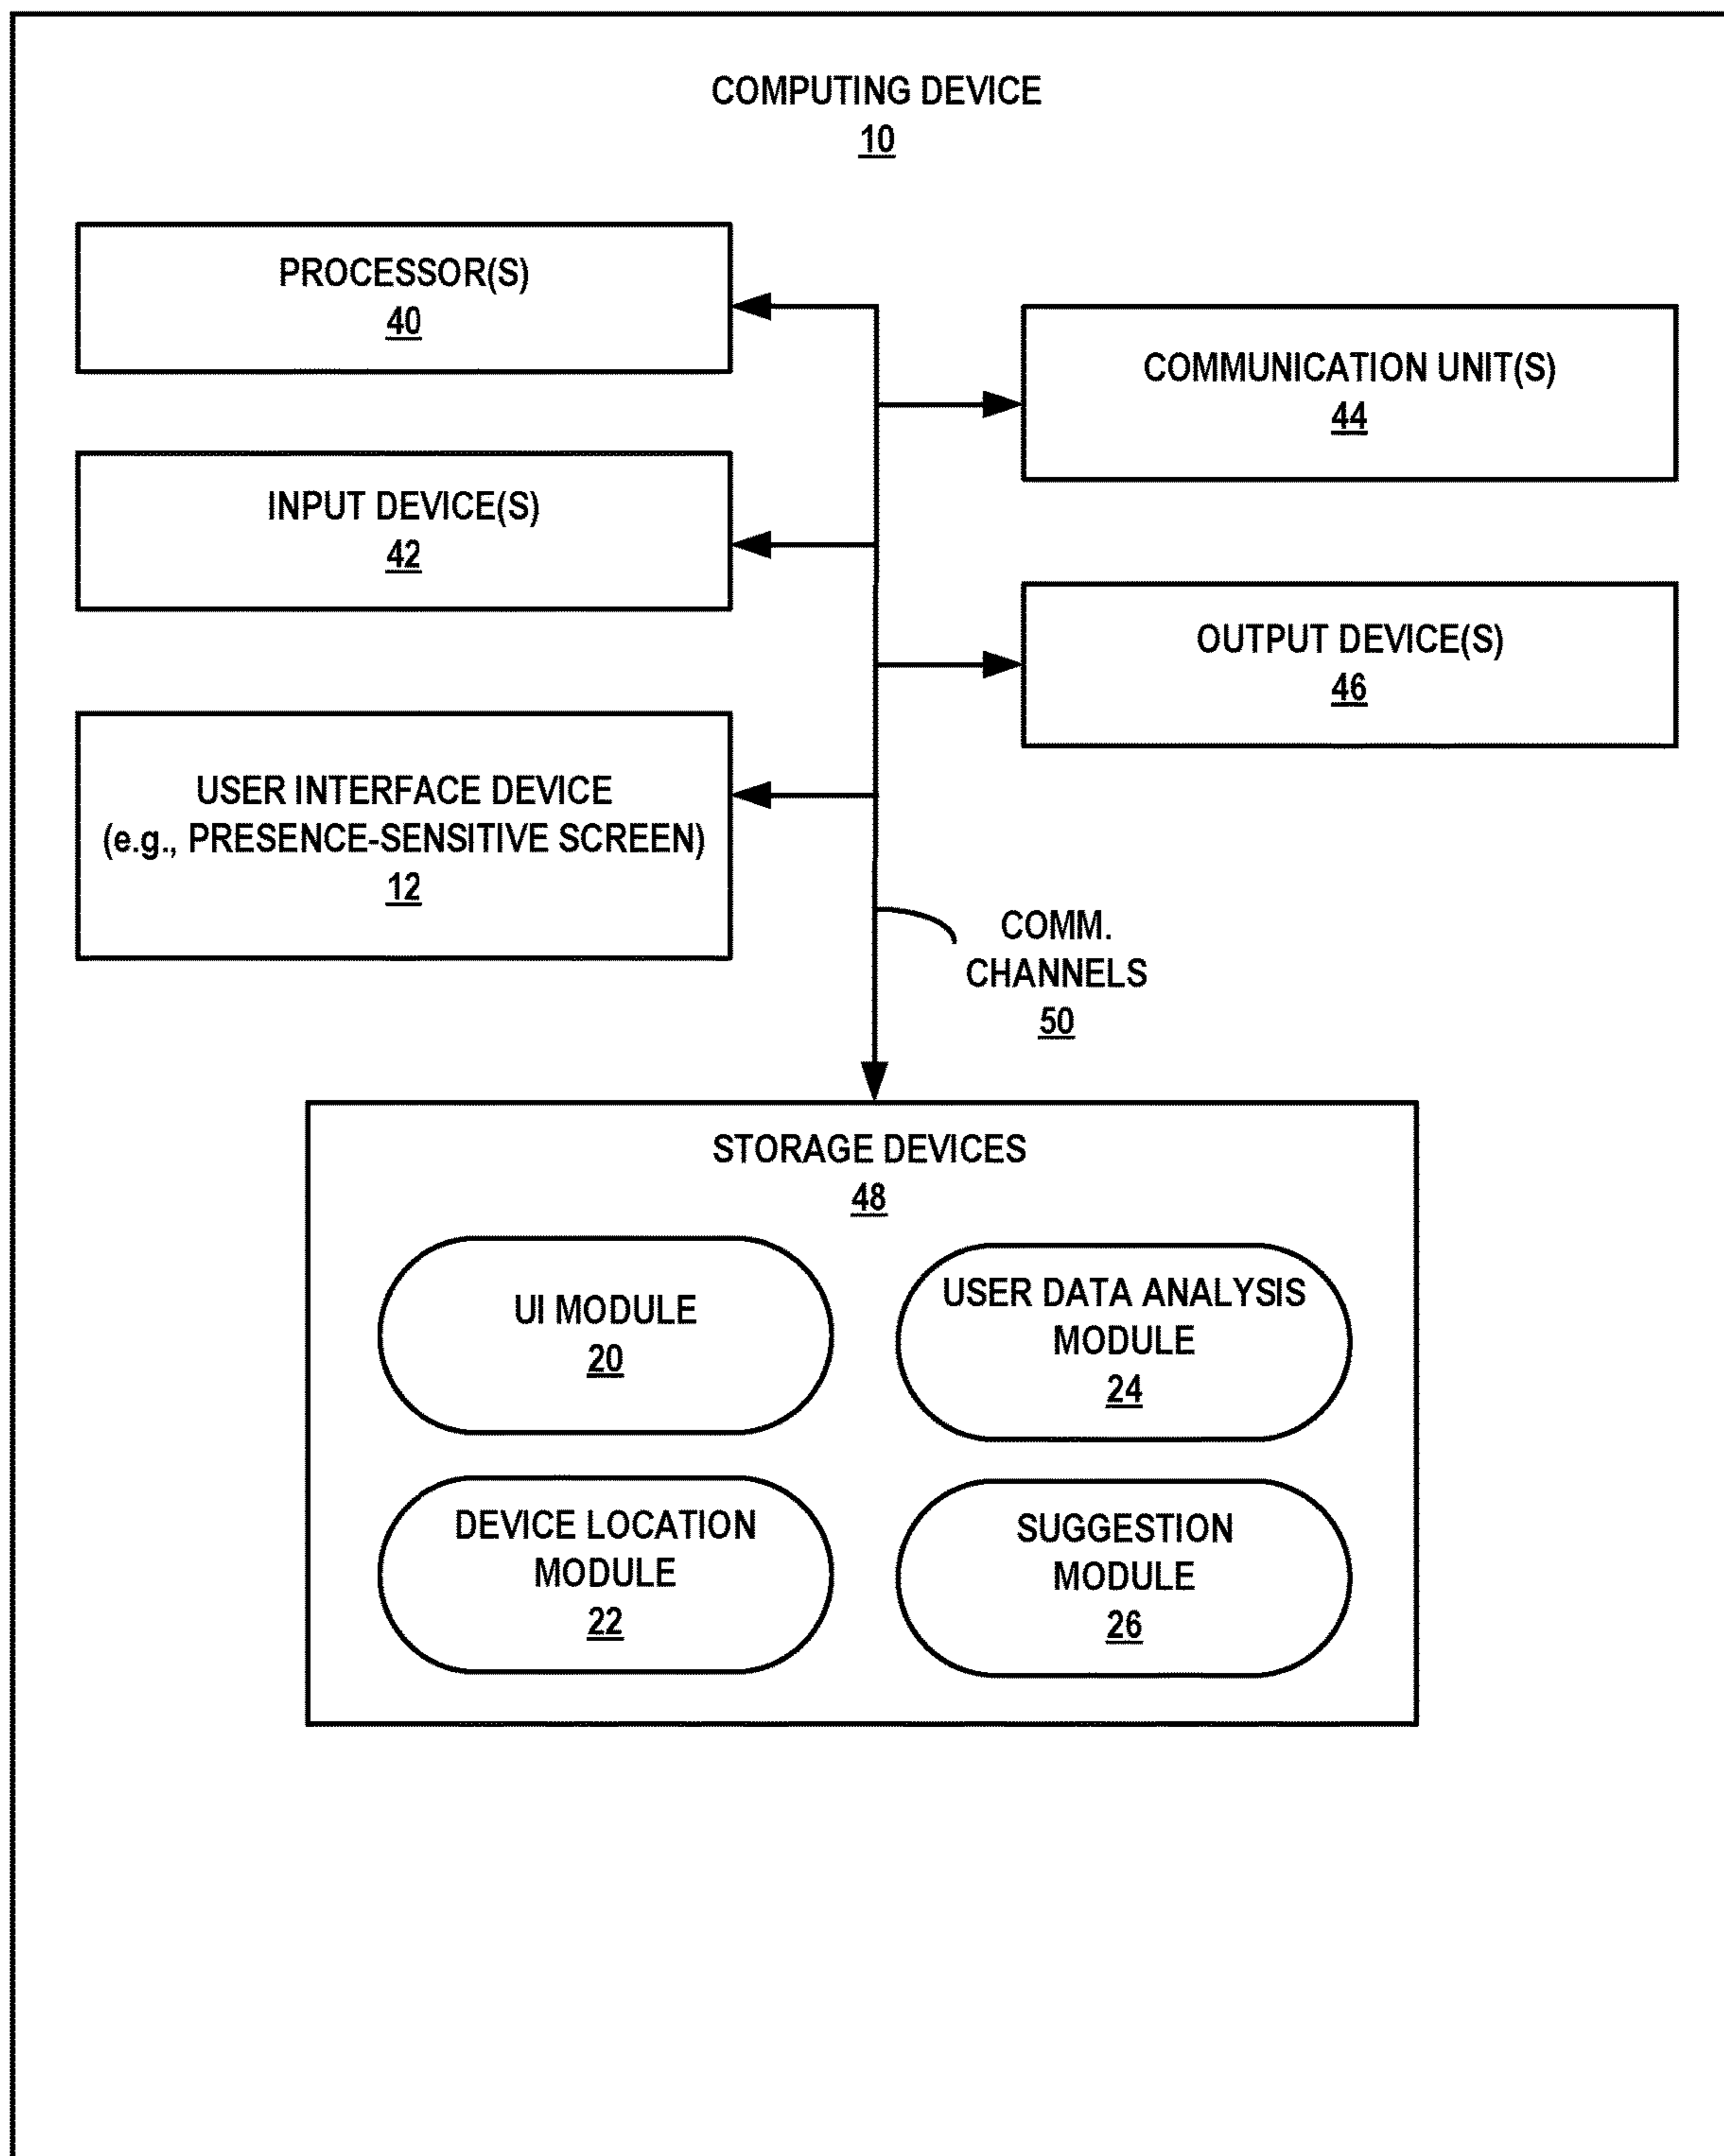 COMPUTING DEVICE
10
PROCESSOR(S)
40
COMMUNICATION UNIT(S)
44
INPUT DEVICE(S)
42
OUTPUT DEVICE(S)
46
USER INTERFACE DEVICE
(e.g., PRESENCE-SENSITIVE SCREEN)
12
COMM.
CHANNELS
50
STORAGE DEVICES
48
UI MODULE
20
USER DATA ANALYSIS
MODULE
24
DEVICE LOCATION
MODULE
22
SUGGESTION
MODULE
26